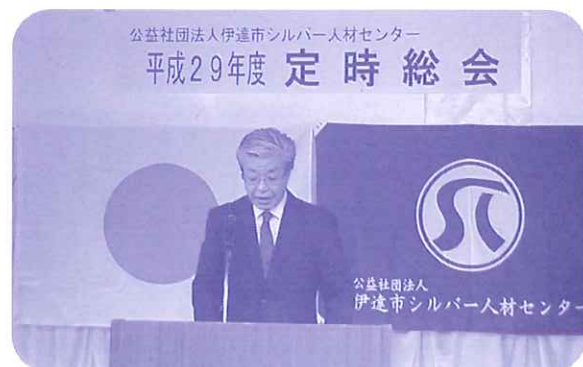 公益社団法人伊達市シルバー人材センター
平成29年度 定時総会
公益社団法人
伊達市シルバー人材センター